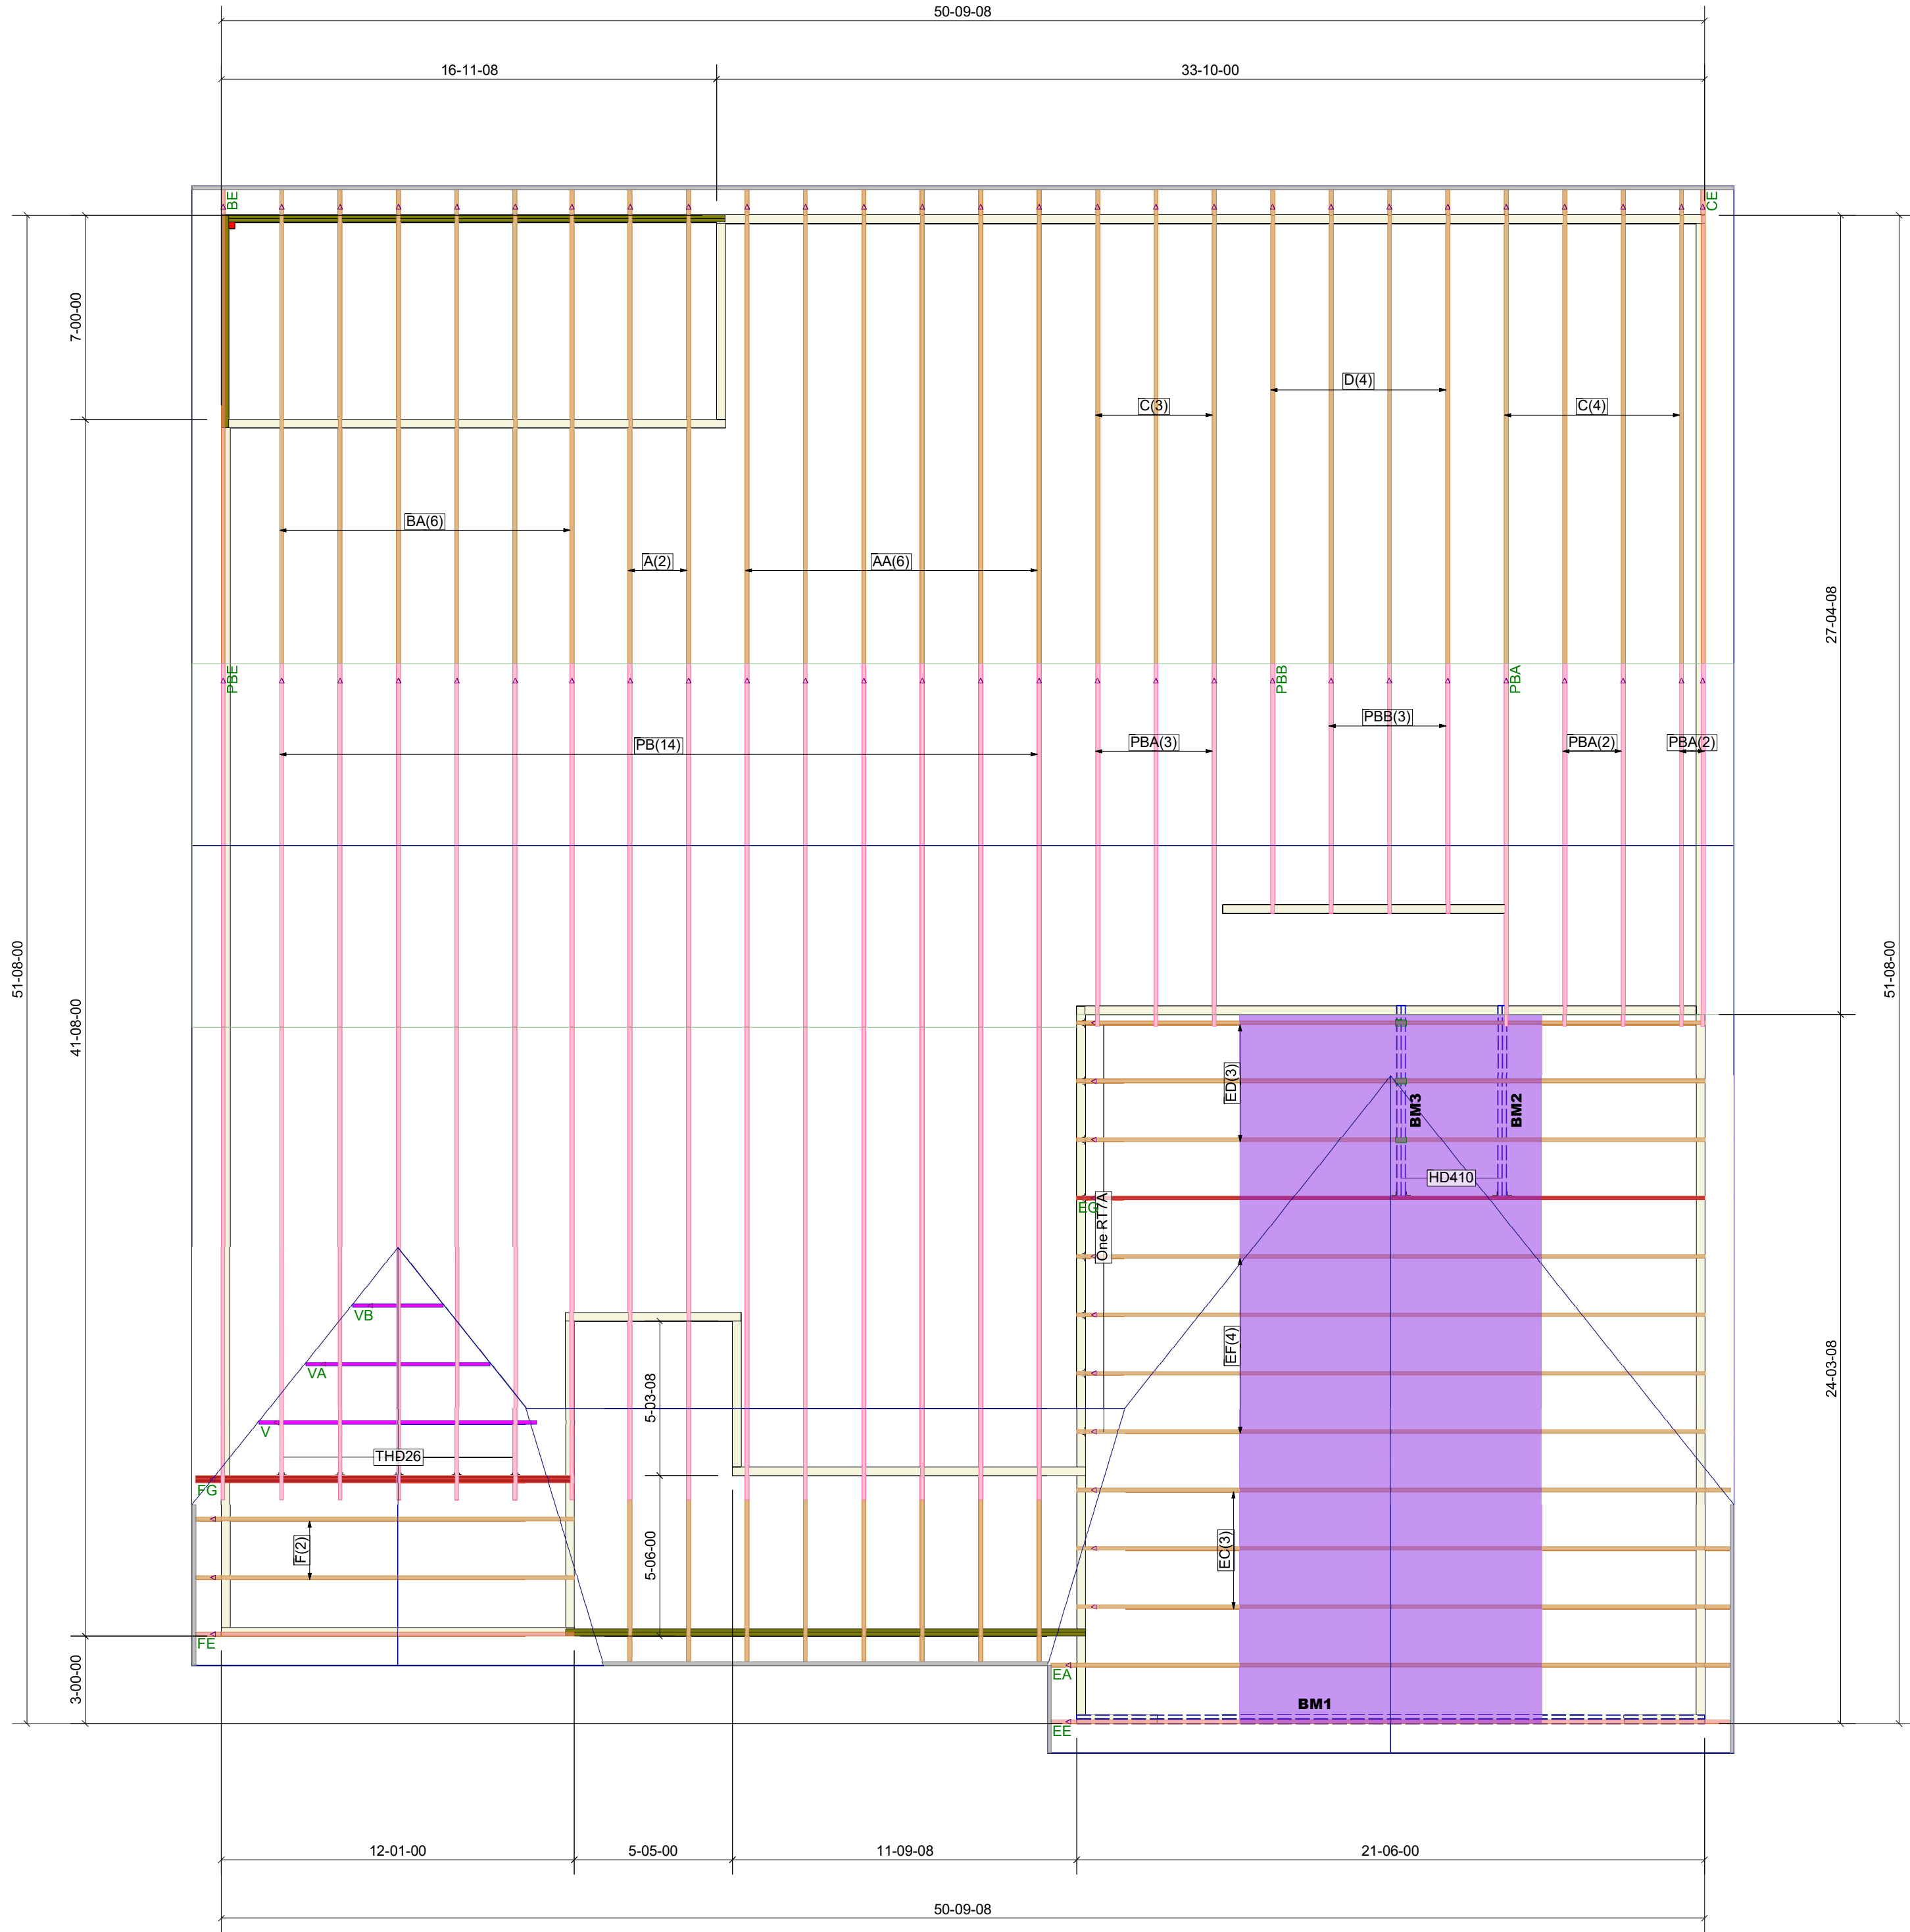 50-09-08
16-11-08
33-10-00
BE
CE
7-00-00
D(4)
C(3)
C(4)
BA(6)
A(2)
AA(6)
27-04-08
PBE
PBB
PBA
PBB(3)
PB(14)
PBA(3)
PBA(2)
PBA(2)
51-08-00
41-08-00
51-08-00
ED(3)
BM3
BM2
HD410
EG
One RT7A
VB
VA
V
THD26
5-03-08
EF(4)
24-03-08
FG
F(2)
5-06-00
EC(3)
FE
3-00-00
EA
BM1
EE
12-01-00
5-05-00
11-09-08
21-06-00
50-09-08